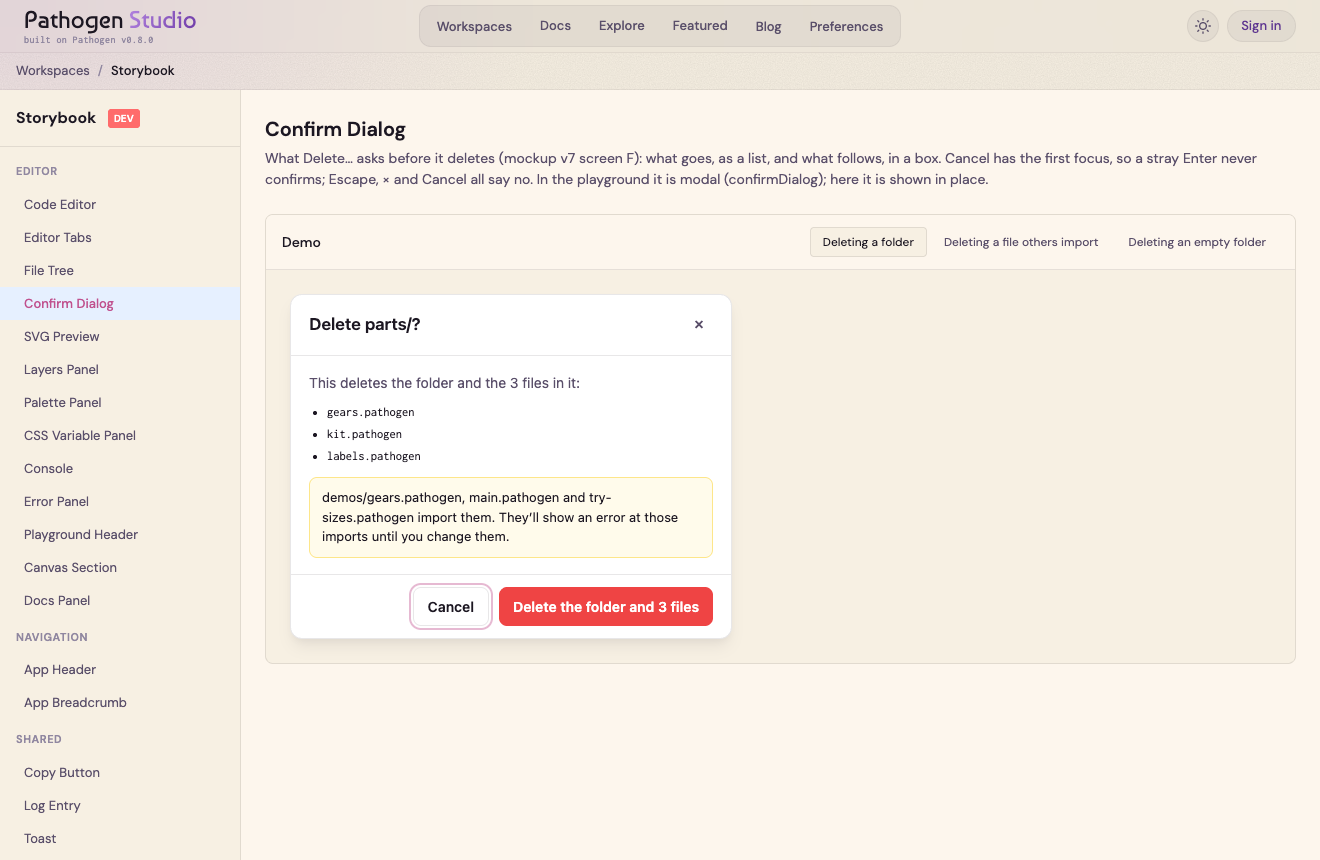 Pathogen Studio
built on Pathogen v0.8.0
Workspaces
Docs
Explore
Featured
Blog
Preferences
Sign in
Workspaces / Storybook
Storybook
DEV
EDITOR
Code Editor
Editor Tabs
File Tree
Confirm Dialog
SVG Preview
Layers Panel
Palette Panel
CSS Variable Panel
Console
Error Panel
Playground Header
Canvas Section
Docs Panel
NAVIGATION
App Header
App Breadcrumb
SHARED
Copy Button
Log Entry
Toast
Confirm Dialog
What Delete… asks before it deletes (mockup v7 screen F): what goes, as a list, and what follows, in a box. Cancel has the first focus, so a stray Enter never
confirms; Escape, × and Cancel all say no. In the playground it is modal (confirmDialog); here it is shown in place.
Demo
Deleting a folder
Deleting a file others import
Deleting an empty folder
Delete parts/?
×
This deletes the folder and the 3 files in it:
• gears.pathogen
• kit.pathogen
• labels.pathogen
demos/gears.pathogen, main.pathogen and try-
sizes.pathogen import them. They’ll show an error at those
imports until you change them.
Cancel
Delete the folder and 3 files